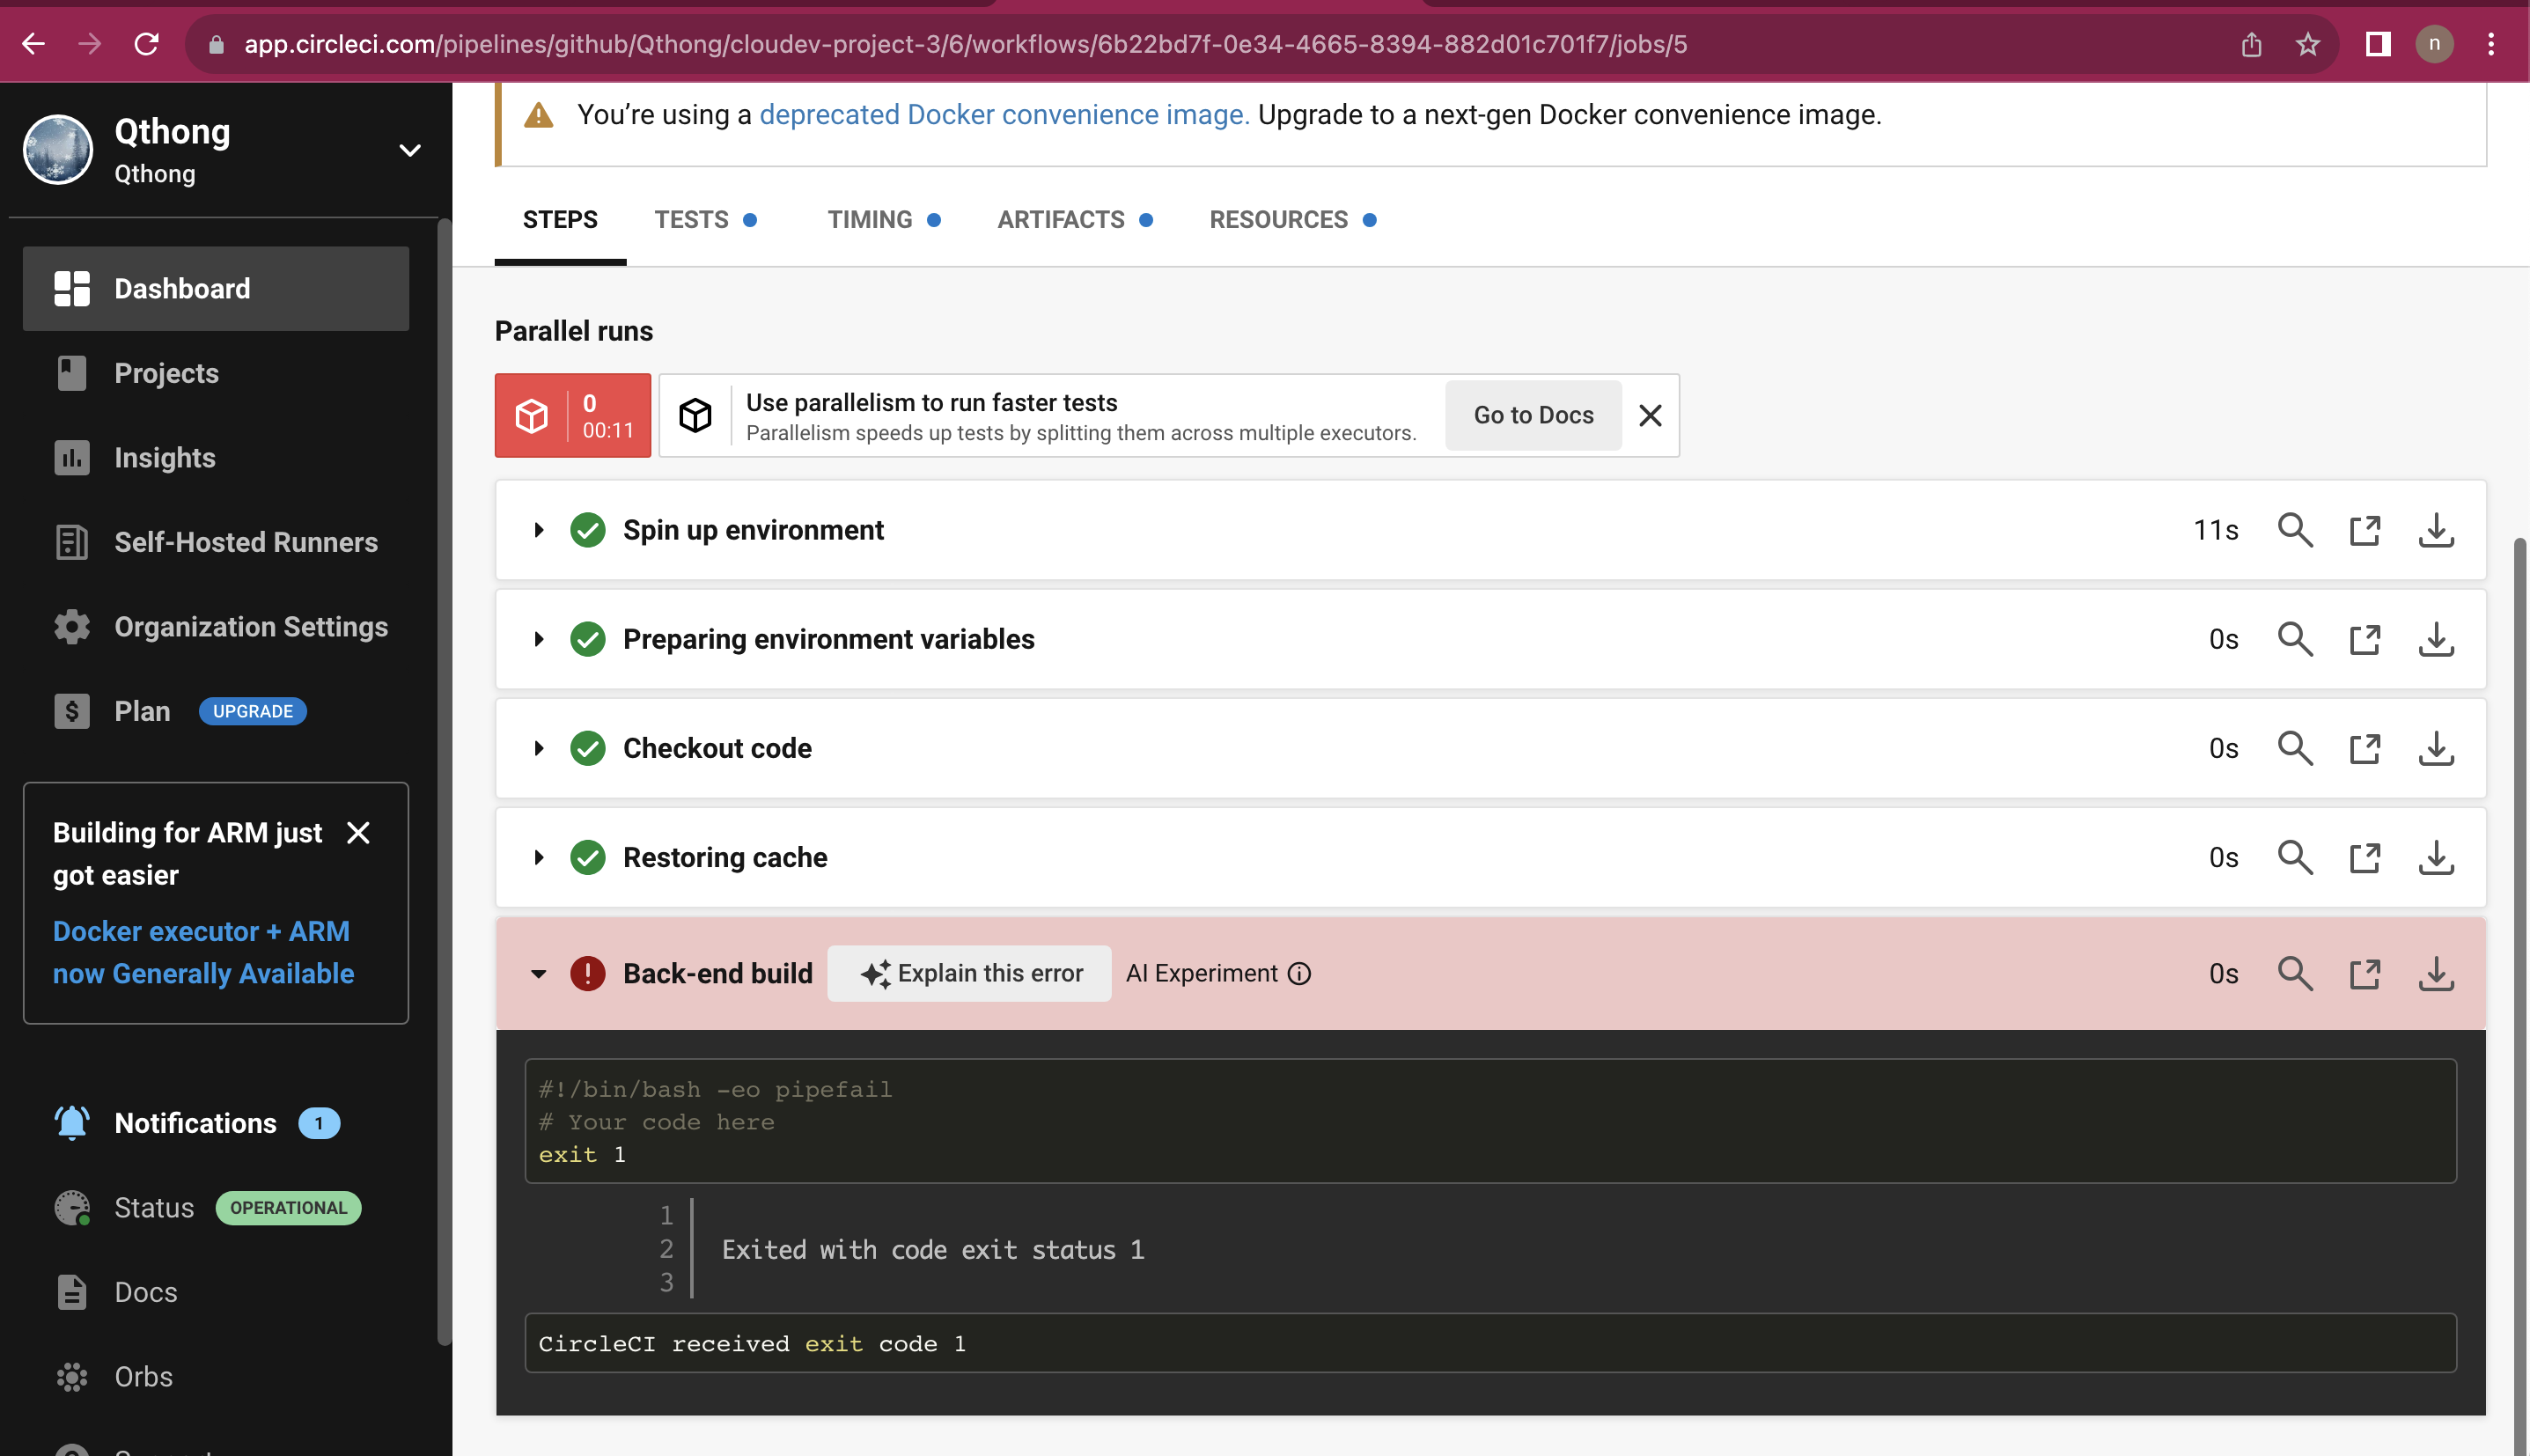 app.circleci.com/pipelines/github/Qthong/cloudev-project-3/6/workflows/6b22bd7f-0e34-4665-8394-882d01c701f7/jobs/5
n
Qthong
Qthong
Dashboard
Projects
Insights
Self-Hosted Runners
Organization Settings
Plan UPGRADE
Building for ARM just
got easier
Docker executor + ARM
now Generally Available
Notifications 1
Status OPERATIONAL
Docs
Orbs
You’re using a deprecated Docker convenience image. Upgrade to a next-gen Docker convenience image.
STEPS TESTS TIMING ARTIFACTS RESOURCES
Parallel runs
0
00:11
Use parallelism to run faster tests
Parallelism speeds up tests by splitting them across multiple executors.
Go to Docs
Spin up environment 11s
Preparing environment variables 0s
Checkout code 0s
Restoring cache 0s
Back-end build Explain this error AI Experiment 0s
#!/bin/bash -eo pipefail
# Your code here
exit 1
1
2 Exited with code exit status 1
3
CircleCI received exit code 1